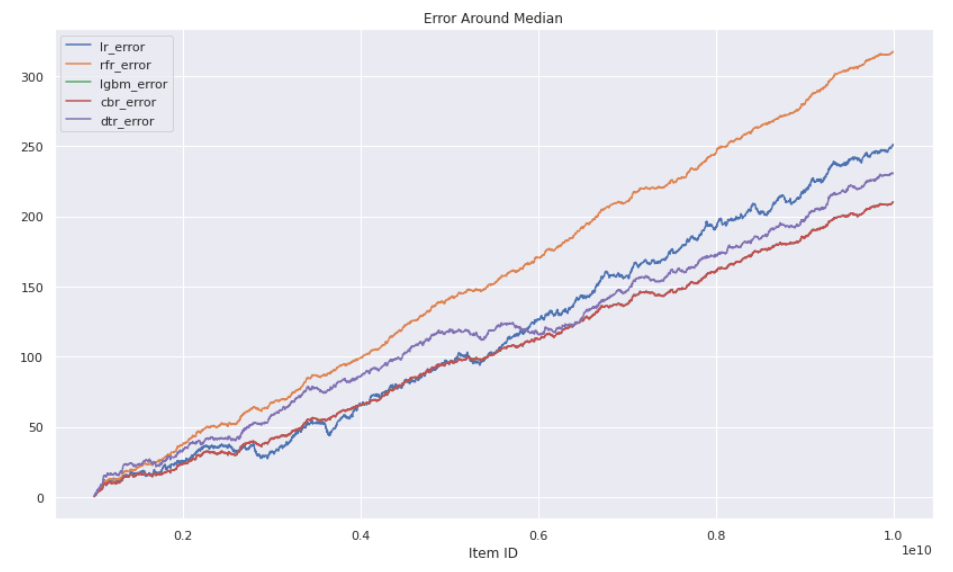 Error Around Median
lr_error
rfr_error
lgbm_error
cbr_error
dtr_error
300
250
200
150
100
50
0
0.2 0.4 0.6 0.8 1.0
1e10
Item ID